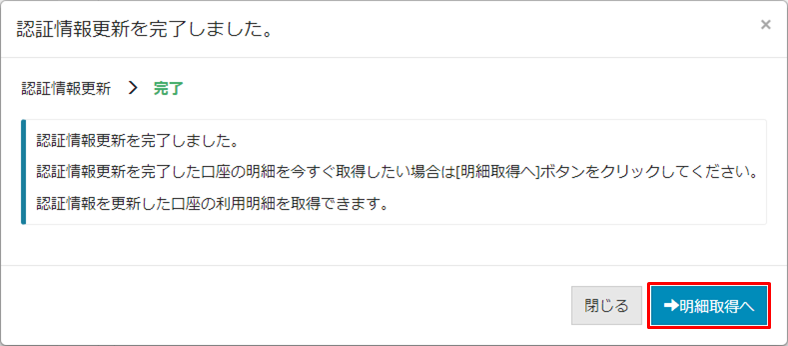 認証情報更新を完了しました。
×
認証情報更新 > 完了
認証情報更新を完了しました。
認証情報更新を完了した口座の明細を今すぐ取得したい場合は[明細取得へ]ボタンをクリックしてください。
認証情報を更新した口座の利用明細を取得できます。
閉じる
➡明細取得へ